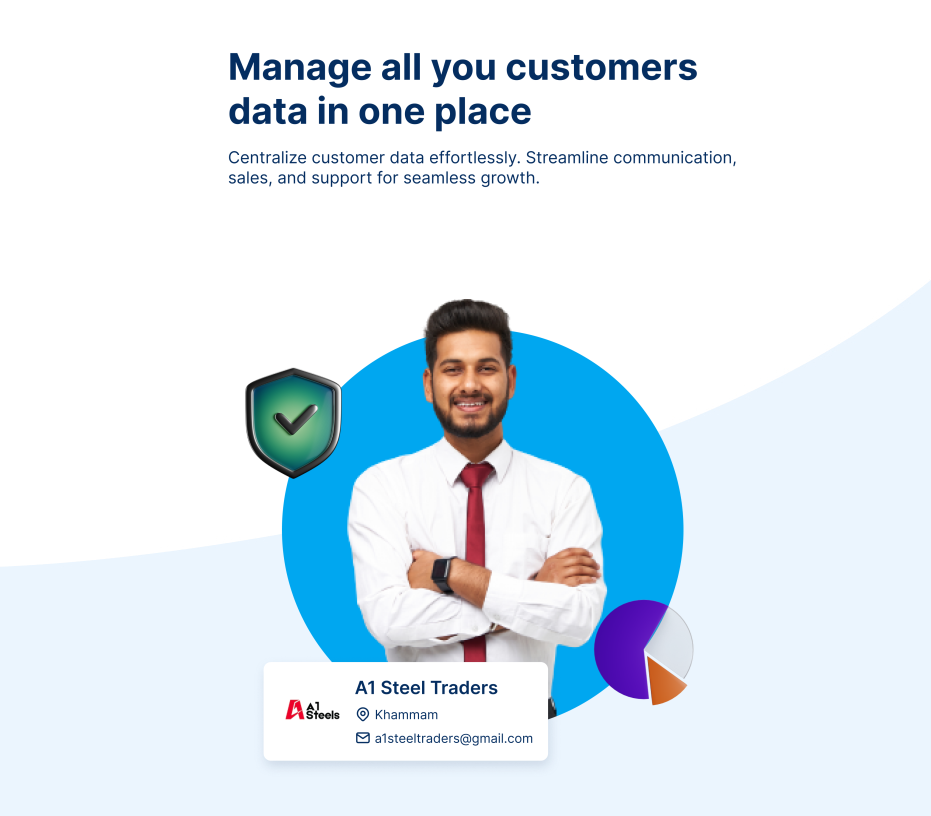 Manage all you customers
data in one place
Centralize customer data effortlessly. Streamline communication,
sales, and support for seamless growth.
A1 Steel Traders
A1
Steels
Khammam
a1steeltraders@gmail.com